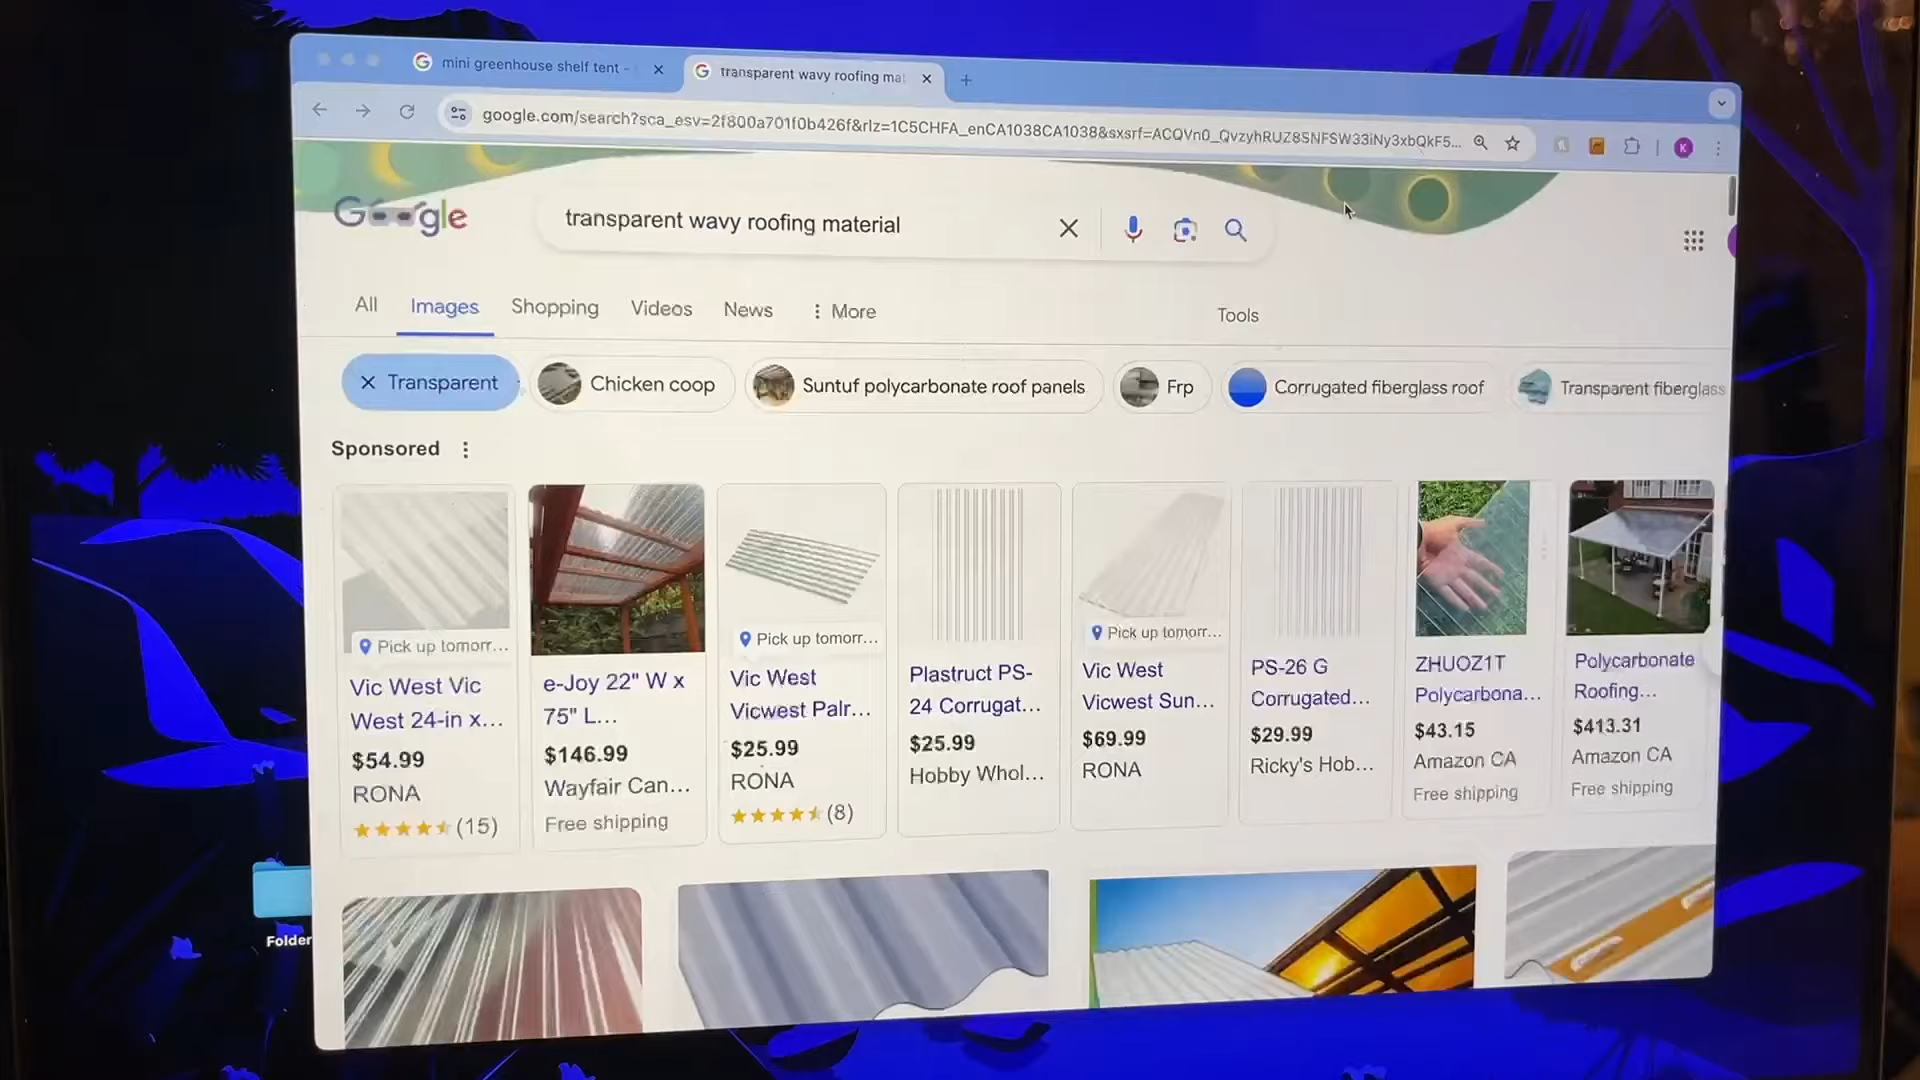 mini greenhouse shelf tent -
transparent wavy roofing mat
google.com/search?sca_esv=2f800a701f0b426f&rlz=1C5CHFA_enCA1038CA1038&sxsrf=ACQVn0_QvzyhRUZ8SNFSW33iNy3xbQkF5...
K
Google
transparent wavy roofing material
All
Images
Shopping
Videos
News
More
Tools
Transparent
Chicken coop
Suntuf polycarbonate roof panels
Frp
Corrugated fiberglass roof
Transparent fiberglass
Sponsored
Pick up tomorr...
Vic West Vic
West 24-in x...
$54.99
RONA
(15)
e-Joy 22" W x
75" L...
$146.99
Wayfair Can...
Free shipping
Pick up tomorr...
Vic West
Vicwest Palr...
$25.99
RONA
(8)
Plastruct PS-
24 Corrugat...
$25.99
Hobby Whol...
Pick up tomorr...
Vic West
Vicwest Sun...
$69.99
RONA
PS-26 G
Corrugated...
$29.99
Ricky's Hob...
ZHUOZ1T
Polycarbona...
$43.15
Amazon CA
Free shipping
Polycarbonate
Roofing...
$413.31
Amazon CA
Free shipping
Folder